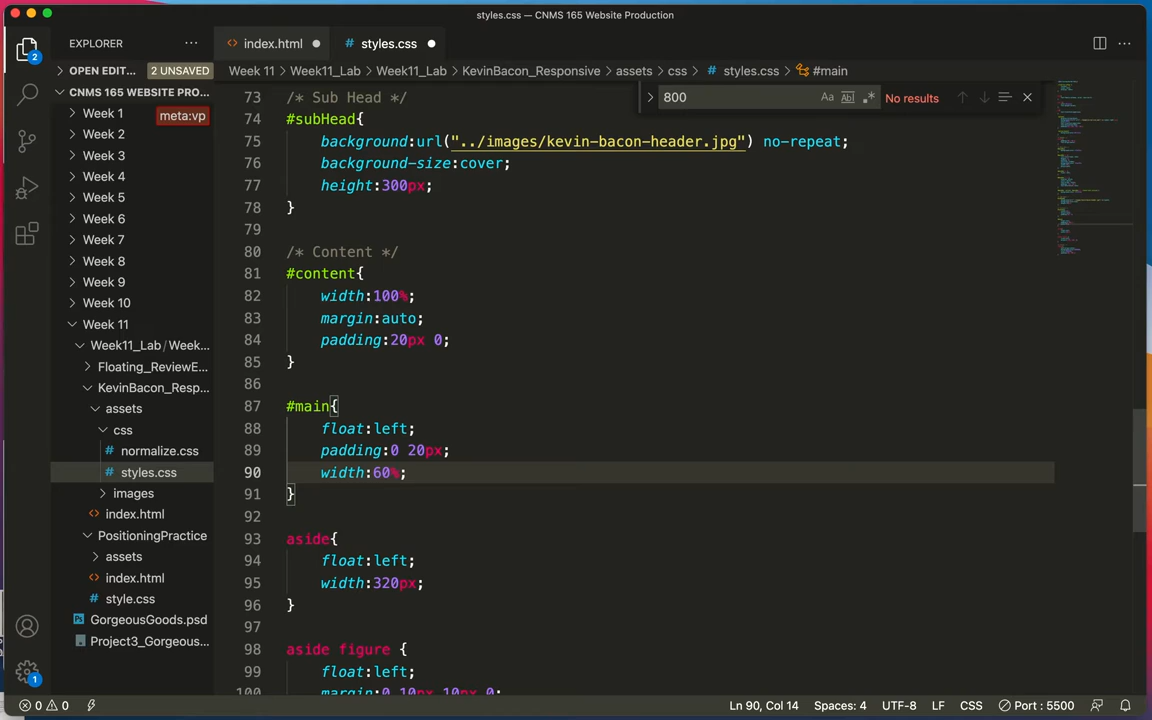 styles.css — CNMS 165 Website Production
EXPLORER ···
index.html ●
# styles.css ●
OPEN EDIT... 2 UNSAVED
Week 11 > Week11_Lab > Week11_Lab > KevinBacon_Responsive > assets > css > # styles.css > #main
CNMS 165 WEBSITE PRO...
800 Aa Abl .* No results
Week 1 meta:vp
Week 2
Week 3
Week 4
Week 5
Week 6
Week 7
Week 8
Week 9
Week 10
Week 11
Week11_Lab/Week...
Floating_ReviewE...
KevinBacon_Resp...
assets
css
# normalize.css
# styles.css
images
<> index.html
PositioningPractice
assets
<> index.html
# style.css
GorgeousGoods.psd
Project3_Gorgeous...
2
1
73 /* Sub Head */
74 #subHead{
75 background:url("../images/kevin-bacon-header.jpg") no-repeat;
76 background-size:cover;
77 height:300px;
78 }
79
80 /* Content */
81 #content{
82 width:100%;
83 margin:auto;
84 padding:20px 0;
85 }
86
87 #main{
88 float:left;
89 padding:0 20px;
90 width:60%;
91 }
92
93 aside{
94 float:left;
95 width:320px;
96 }
97
98 aside figure {
99 float:left;
100 margin:0 10px 10px 0;
0 0 Ln 90, Col 14 Spaces: 4 UTF-8 LF CSS Port : 5500